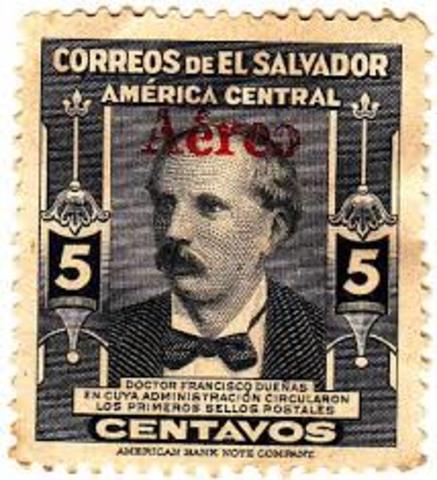 CORREOS DE EL SALVADOR
AMÉRICA CENTRAL
Aéreo
5 5
DOCTOR FRANCISCO DUEÑAS
EN CUYA ADMINISTRACIÓN CIRCULARON
LOS PRIMEROS SELLOS POSTALES
CENTAVOS
AMERICAN BANK NOTE COMPANY.